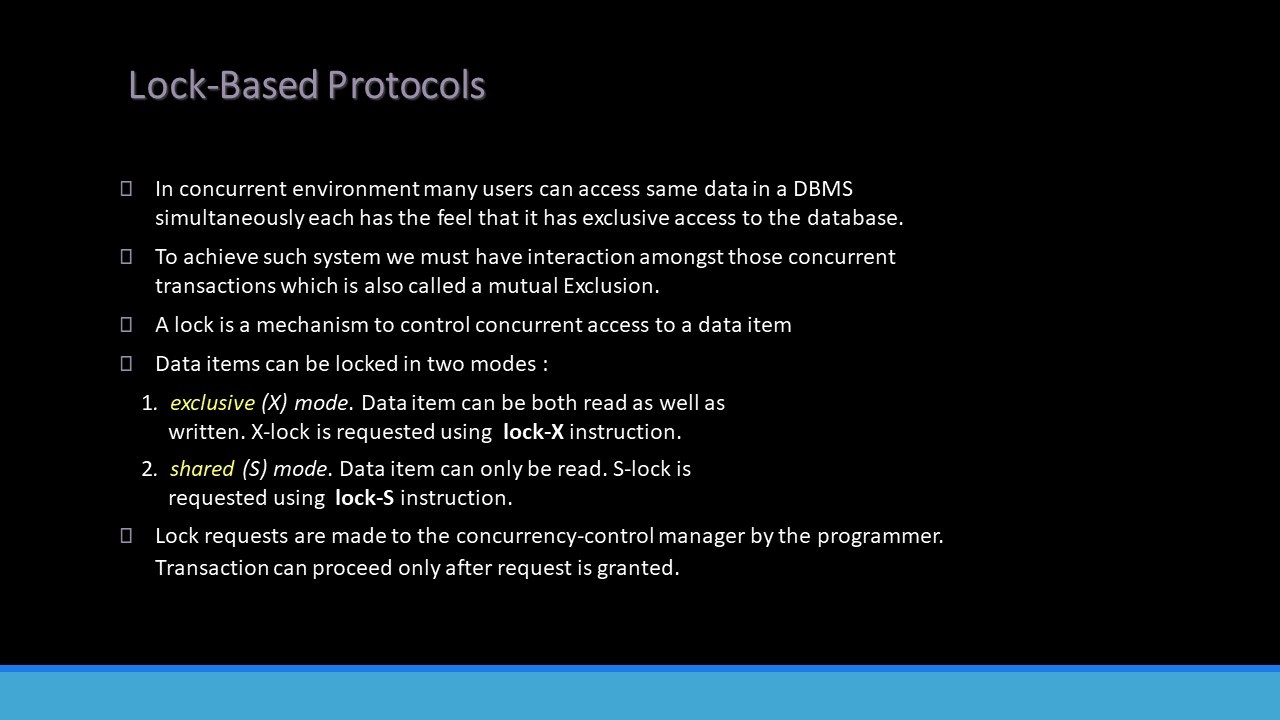 Lock-Based Protocols
In concurrent environment many users can access same data in a DBMS
simultaneously each has the feel that it has exclusive access to the database.
To achieve such system we must have interaction amongst those concurrent
transactions which is also called a mutual Exclusion.
A lock is a mechanism to control concurrent access to a data item
Data items can be locked in two modes :
1. exclusive (X) mode. Data item can be both read as well as
written. X-lock is requested using lock-X instruction.
2. shared (S) mode. Data item can only be read. S-lock is
requested using lock-S instruction.
Lock requests are made to the concurrency-control manager by the programmer.
Transaction can proceed only after request is granted.